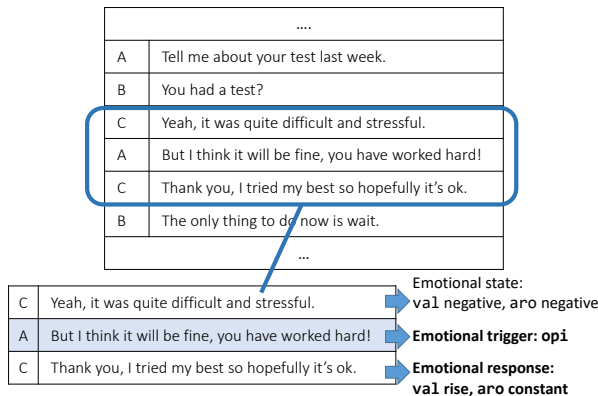 ....
A Tell me about your test last week.
B You had a test?
C Yeah, it was quite difficult and stressful.
A But I think it will be fine, you have worked hard!
C Thank you, I tried my best so hopefully it's ok.
B The only thing to do now is wait.
...
C Yeah, it was quite difficult and stressful.
Emotional state:
val negative, aro negative
A But I think it will be fine, you have worked hard!
Emotional trigger: opi
C Thank you, I tried my best so hopefully it's ok.
Emotional response:
val rise, aro constant